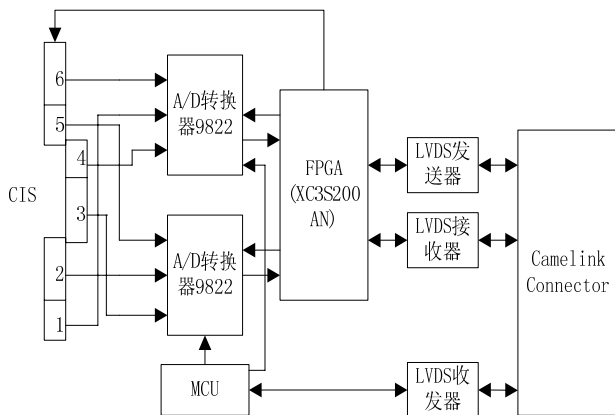 6
A/D转换
器9822
5
4
FPGA
(XC3S200
AN)
LVDS发
送器
CIS
3
LVDS接
收器
A/D转换
器9822
2
Camelink
Connector
1
MCU
LVDS收
发器